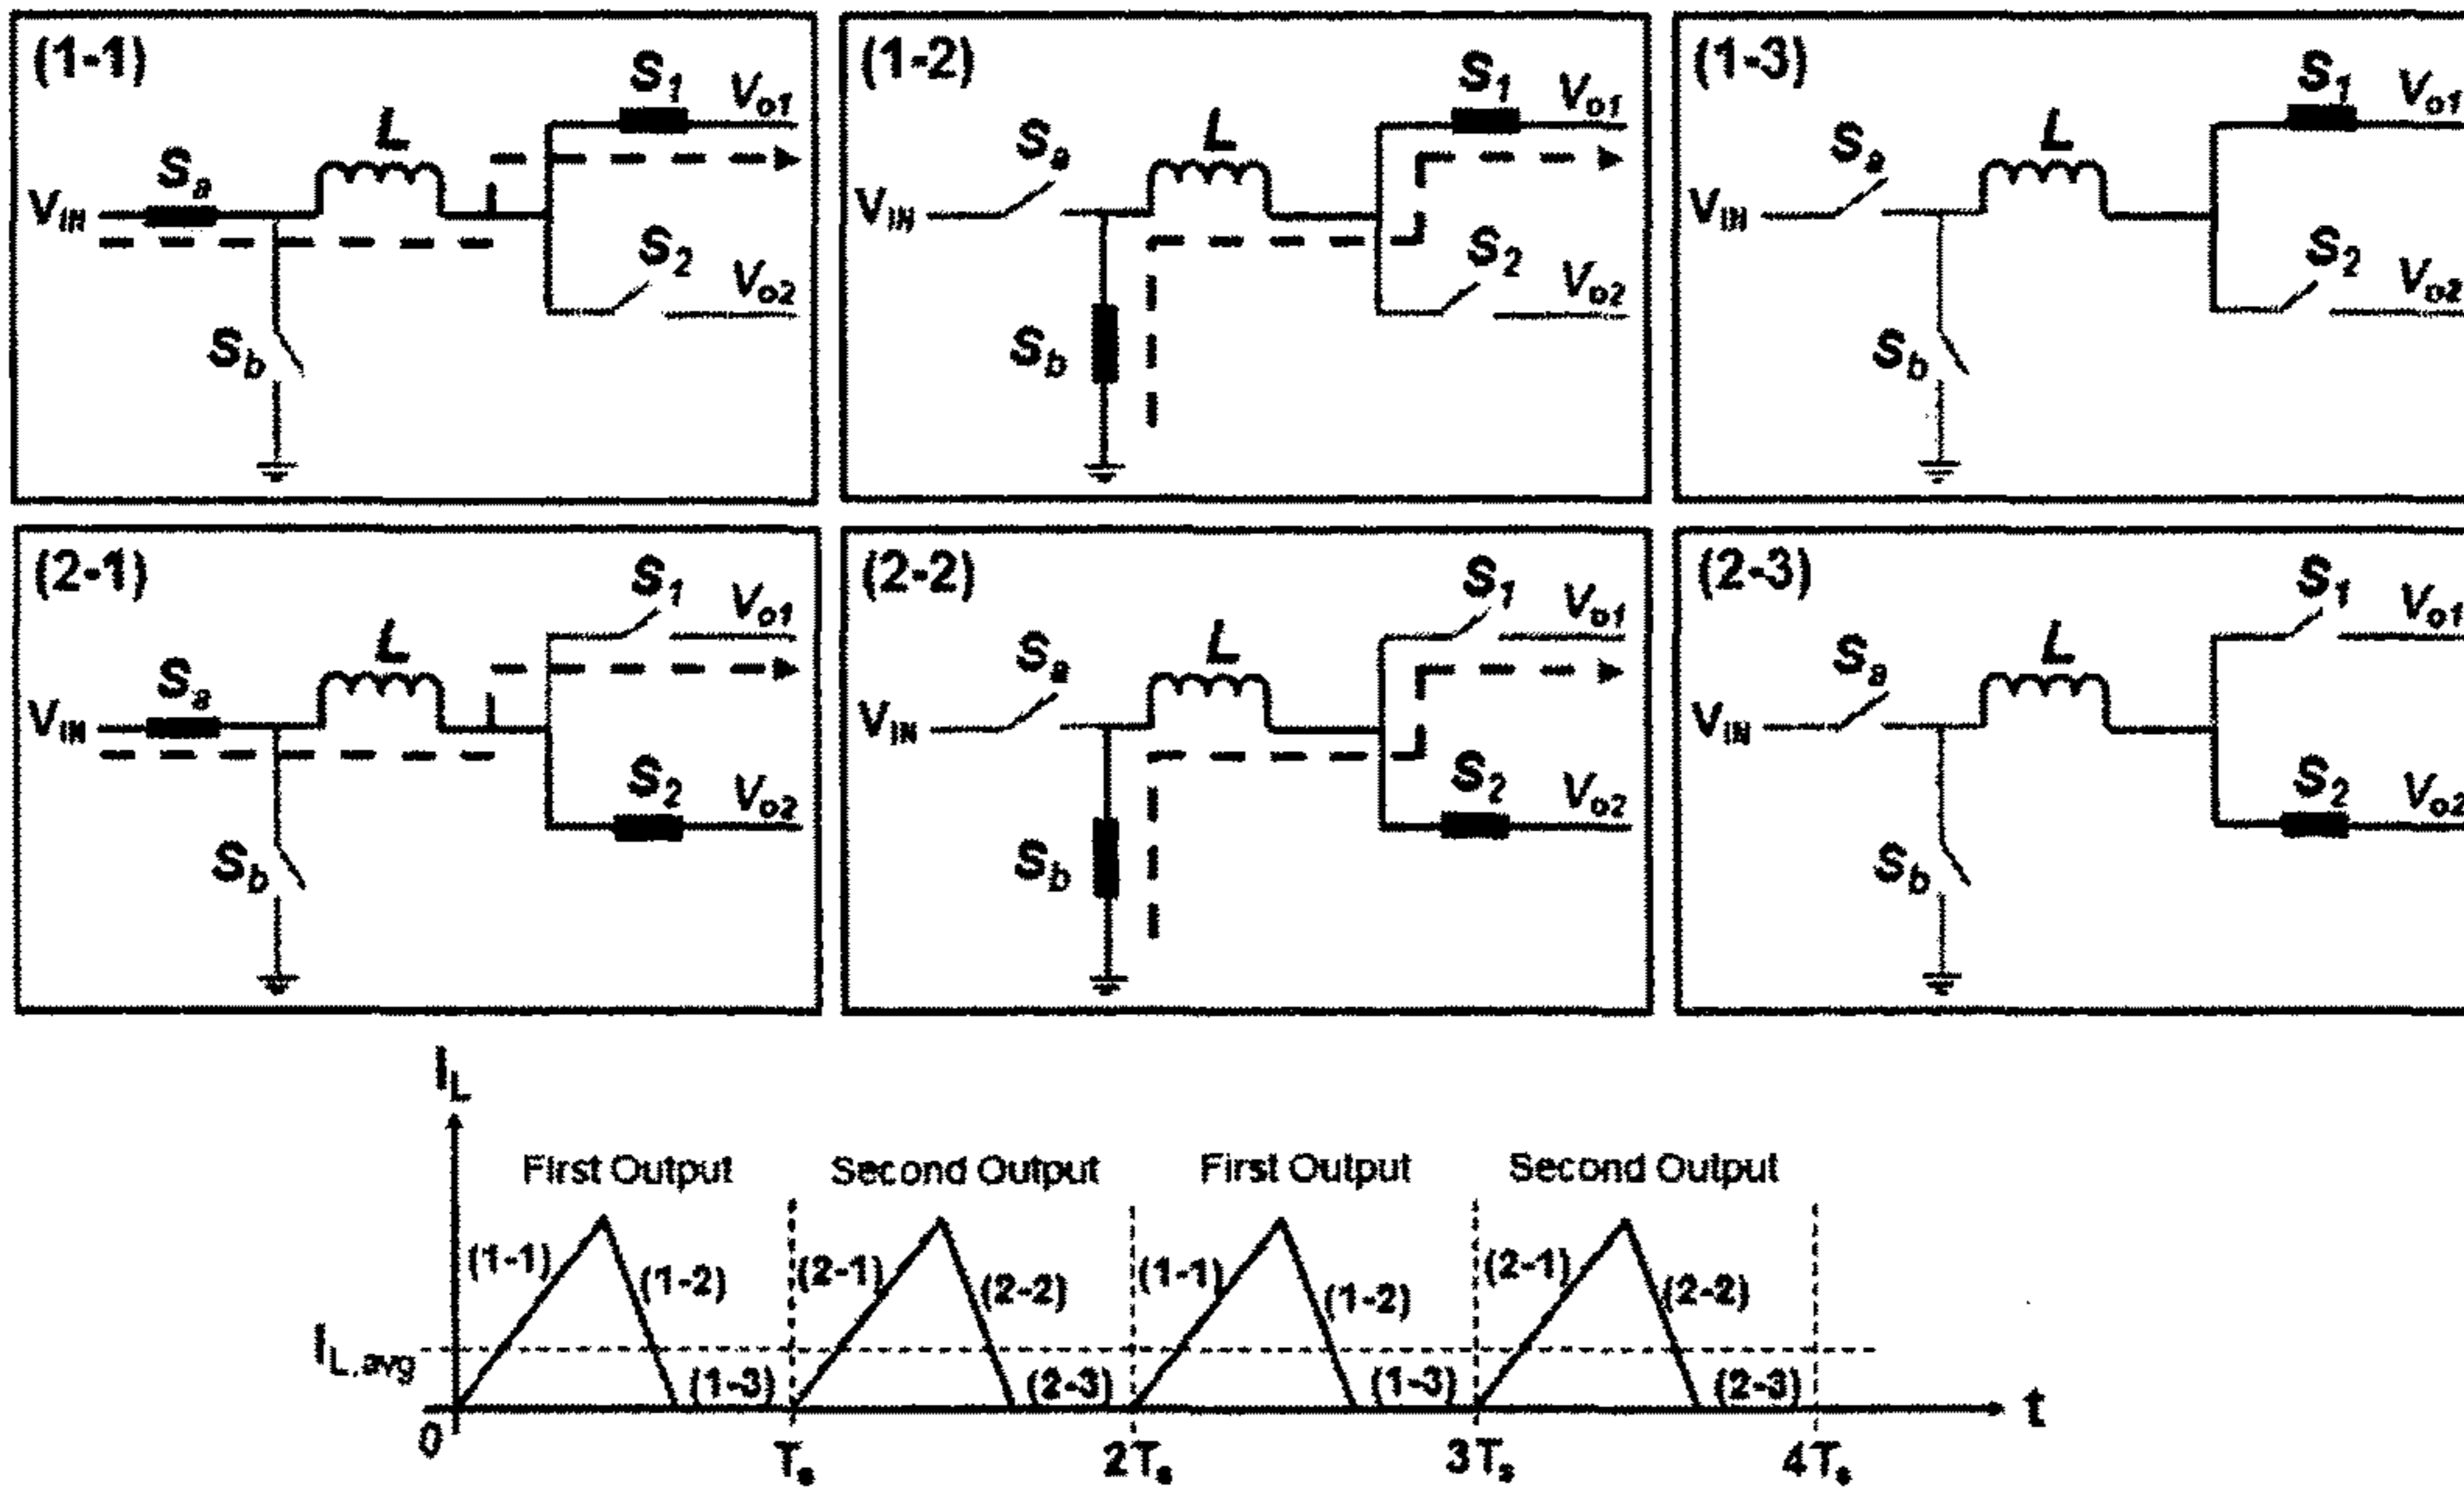 (1-1)
S1
Vo1
L
Sa
VIN
S2
Vo2
Sb
(1-2)
S1
Vo1
L
Sa
VIN
S2
Vo2
Sb
(1-3)
S1
Vo1
L
Sa
VIN
S2
Vo2
Sb
(2-1)
S1
Vo1
L
Sa
VIN
S2
Vo2
Sb
(2-2)
S1
Vo1
L
Sa
VIN
S2
Vo2
Sb
(2-3)
S1
Vo1
L
Sa
VIN
S2
Vo2
Sb
IL
First Output Second Output First Output Second Output
(1-1) (1-2) (2-1) (2-2) (1-1) (1-2) (2-1) (2-2)
IL,avg
(1-3) (2-3) (1-3) (2-3)
t
0 Ts 2Ts 3Ts 4Ts